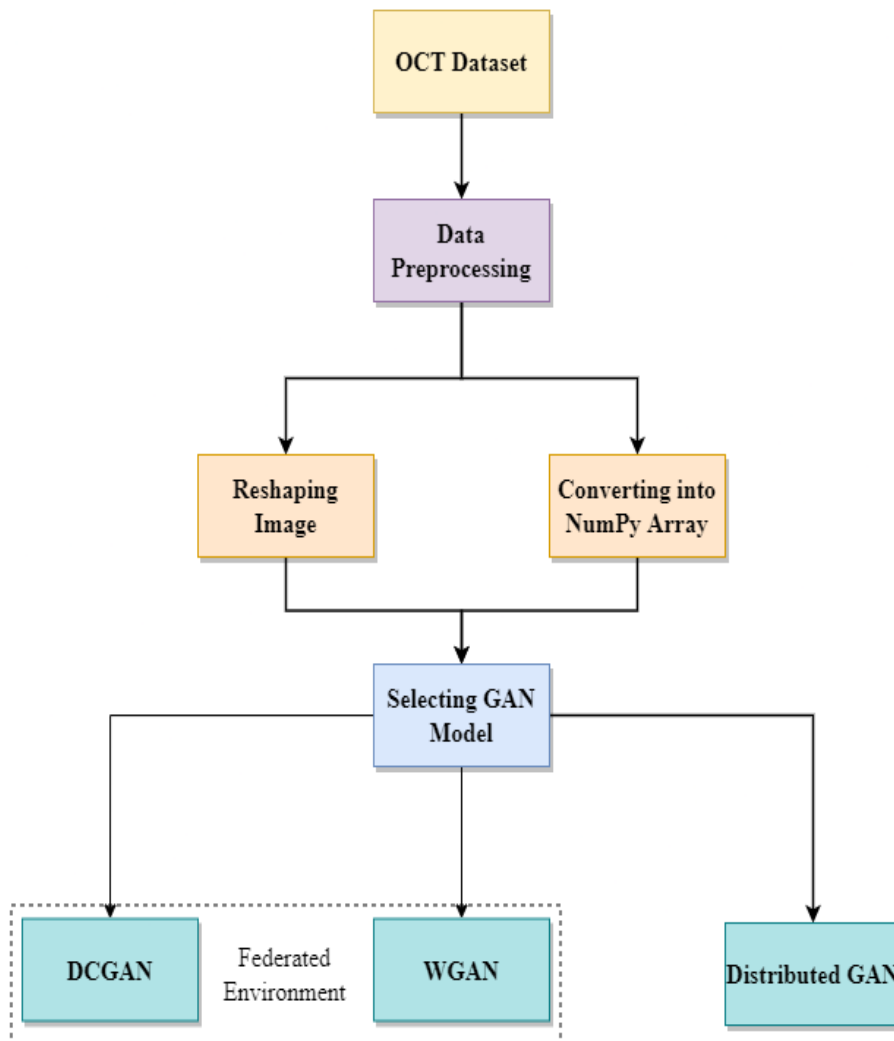 OCT Dataset
Data
Preprocessing
Reshaping
Image
Converting into
NumPy Array
Selecting GAN
Model
DCGAN
Federated
Environment
WGAN
Distributed GAN